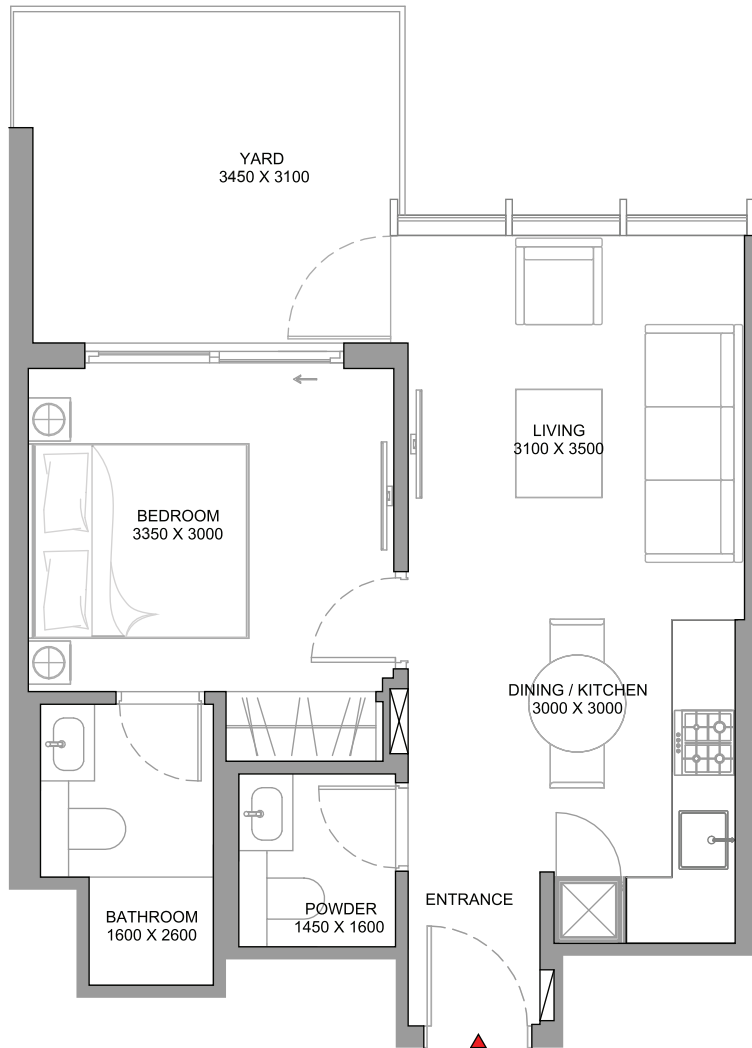 YARD
3450 X 3100
LIVING
3100 X 3500
BEDROOM
3350 X 3000
DINING / KITCHEN
3000 X 3000
ENTRANCE
POWDER
1450 X 1600
BATHROOM
1600 X 2600